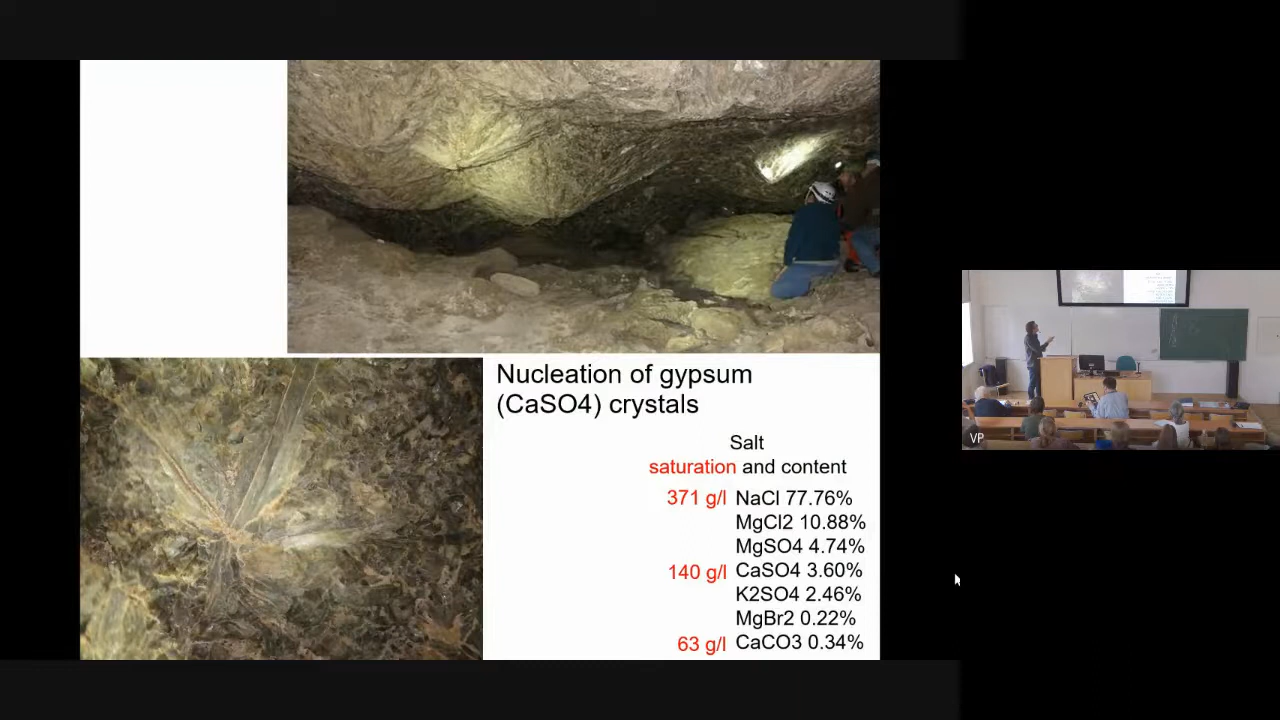 Nucleation of gypsum
(CaSO4) crystals
Salt
saturation and content
371 g/l NaCl 77.76%
MgCl2 10.88%
MgSO4 4.74%
140 g/l CaSO4 3.60%
K2SO4 2.46%
MgBr2 0.22%
63 g/l CaCO3 0.34%
VP